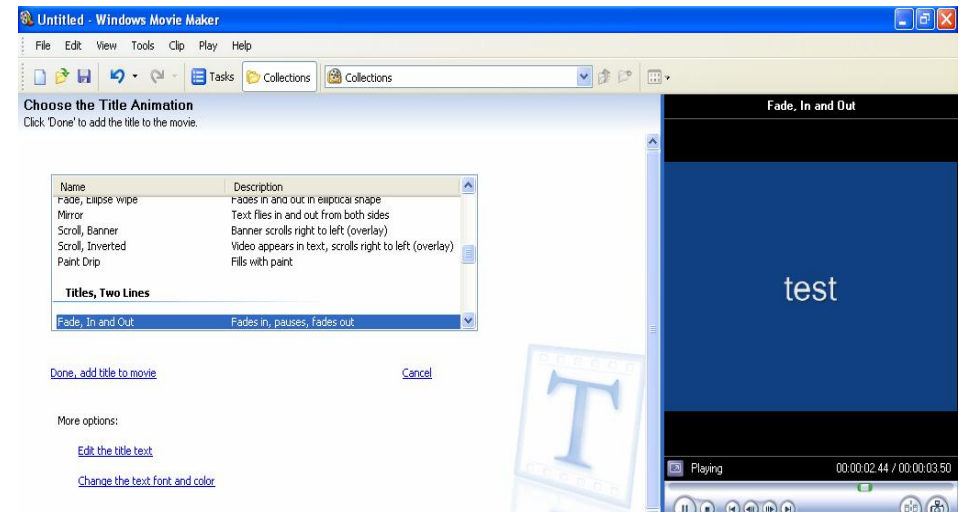 Untitled - Windows Movie Maker
File Edit View Tools Clip Play Help
Tasks Collections Collections
Choose the Title Animation
Click 'Done' to add the title to the movie.
Fade, In and Out
Name Description
Fade, Ellipse Wipe Fades in and out in elliptical shape
Mirror Text flies in and out from both sides
Scroll, Banner Banner scrolls right to left (overlay)
Scroll, Inverted Video appears in text, scrolls right to left (overlay)
Paint Drip Fills with paint
Titles, Two Lines
Fade, In and Out Fades in, pauses, fades out
test
Done, add title to movie Cancel
More options:
Edit the title text
Change the text font and color
T
Playing 00:00:02.44 / 00:00:03.50